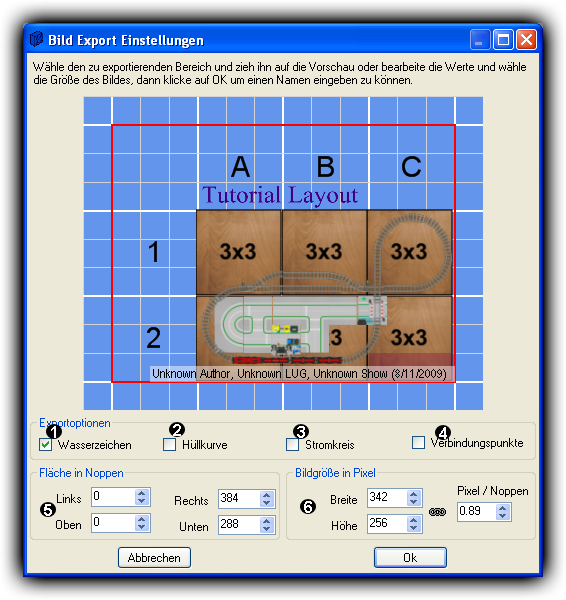 Bild Export Einstellungen
Wähle den zu exportierenden Bereich und zieh ihn auf die Vorschau oder bearbeite die Werte und wähle
die Größe des Bildes, dann klicke auf OK um einen Namen eingeben zu können.
A B C
Tutorial Layout
1 3x3 3x3 3x3
2 3 3x3
Unknown Author, Unknown LUG, Unknown Show (8/11/2009)
Exportoptionen
1 2 3 4
Wasserzeichen Hüllkurve Stromkreis Verbindungspunkte
Fläche in Noppen Bildgröße in Pixel
Links 0 Rechts 384 Breite 342 Pixel / Noppen
5 6 0.89
Oben 0 Unten 288 Höhe 256
Abbrechen Ok